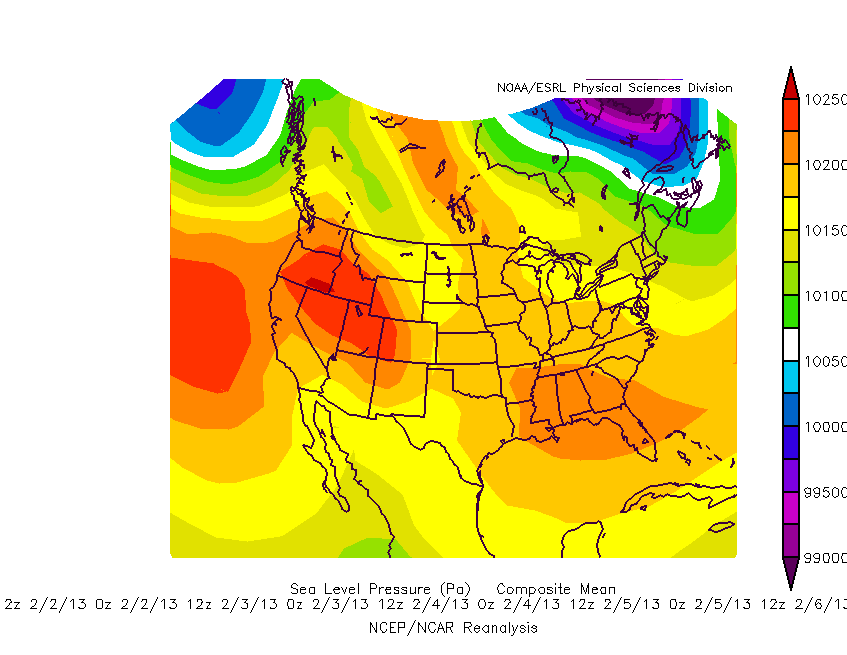 NOAA/ESRL Physical Sciences Division
10250
10200
10150
10100
10050
10000
99500
99000
Sea Level Pressure (Pa) Composite Mean
2z 2/2/13 0z 2/2/13 12z 2/3/13 0z 2/3/13 12z 2/4/13 0z 2/4/13 12z 2/5/13 0z 2/5/13 12z 2/6/13
NCEP/NCAR Reanalysis